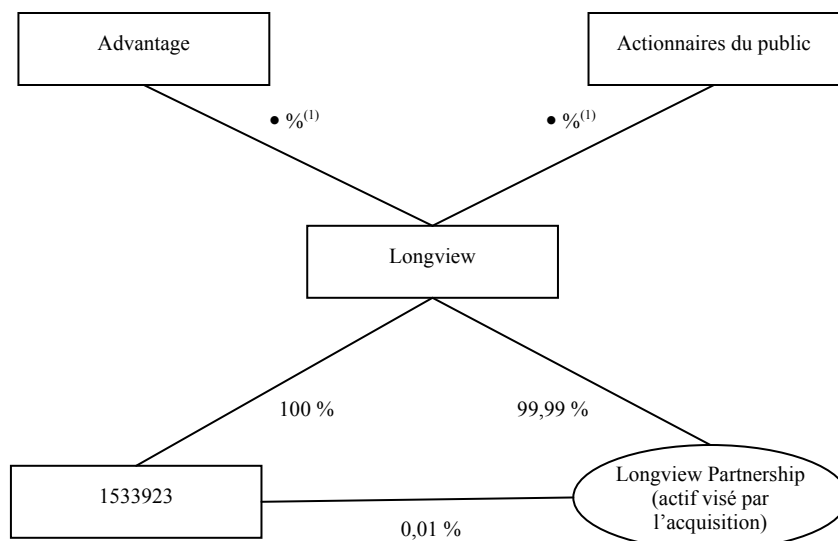 Advantage
Actionnaires du public
• %(1)
• %(1)
Longview
100 %
99,99 %
1533923
Longview Partnership
(actif visé par
l’acquisition)
0,01 %